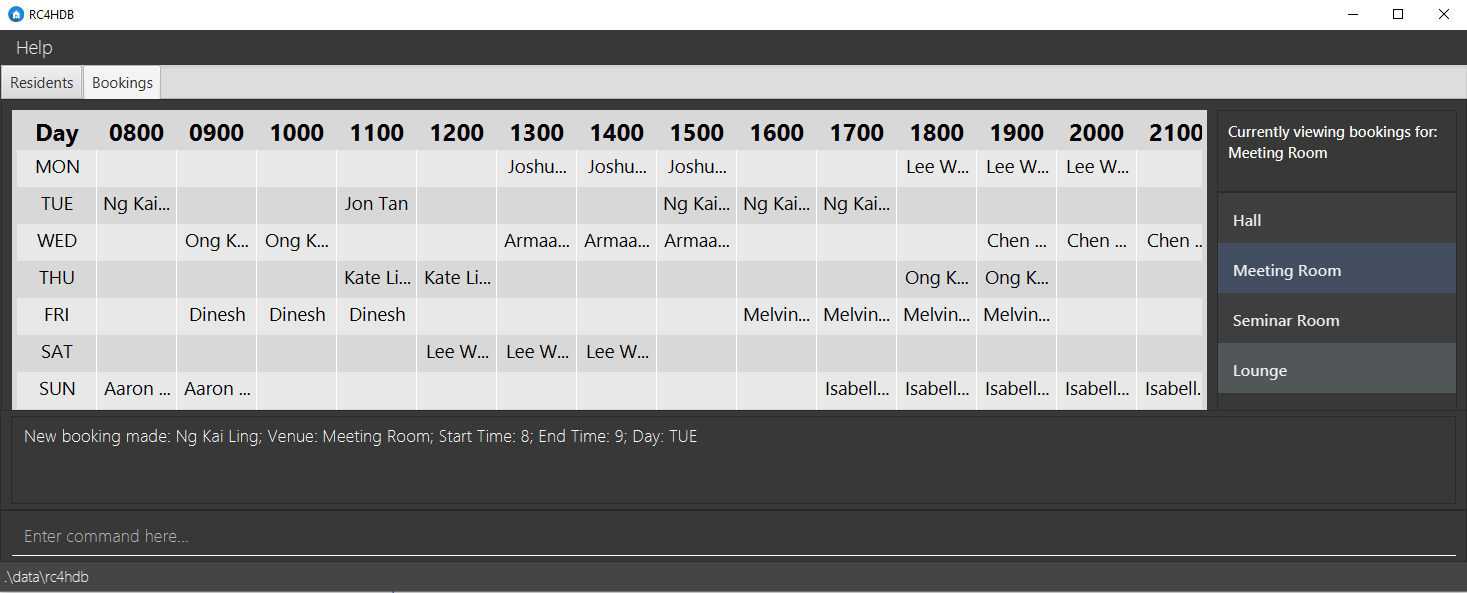 RC4HDB
Help
Residents Bookings
Day 0800 0900 1000 1100 1200 1300 1400 1500 1600 1700 1800 1900 2000 2100
MON Joshu... Joshu... Joshu... Lee W... Lee W... Lee W...
TUE Ng Kai... Jon Tan Ng Kai... Ng Kai... Ng Kai...
WED Ong K... Ong K... Armaa... Armaa... Armaa... Chen ... Chen ... Chen ..
THU Kate Li... Kate Li... Ong K... Ong K...
FRI Dinesh Dinesh Dinesh Melvin... Melvin... Melvin... Melvin...
SAT Lee W... Lee W... Lee W...
SUN Aaron ... Aaron ... Isabell... Isabell... Isabell... Isabell... Isabell.
Currently viewing bookings for:
Meeting Room
Hall
Meeting Room
Seminar Room
Lounge
New booking made: Ng Kai Ling; Venue: Meeting Room; Start Time: 8; End Time: 9; Day: TUE
Enter command here...
.\data\rc4hdb